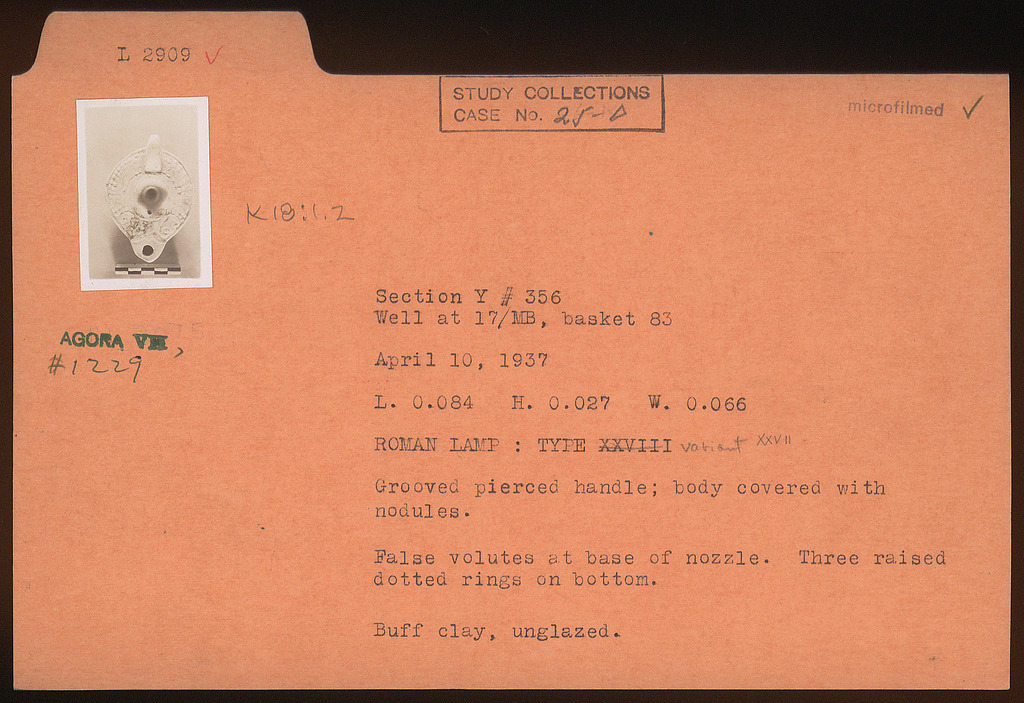 L 2909 ✓
STUDY COLLECTIONS
CASE No.
microfilmed ✓
K18:1.2
Section Y # 356
Well at 17/MB, basket 83
AGORA VII,
#1229
April 10, 1937
L. 0.084 H. 0.027 W. 0.066
ROMAN LAMP : TYPE XXVIII variant XXVII
Grooved pierced handle; body covered with
nodules.
False volutes at base of nozzle. Three raised
dotted rings on bottom.
Buff clay, unglazed.